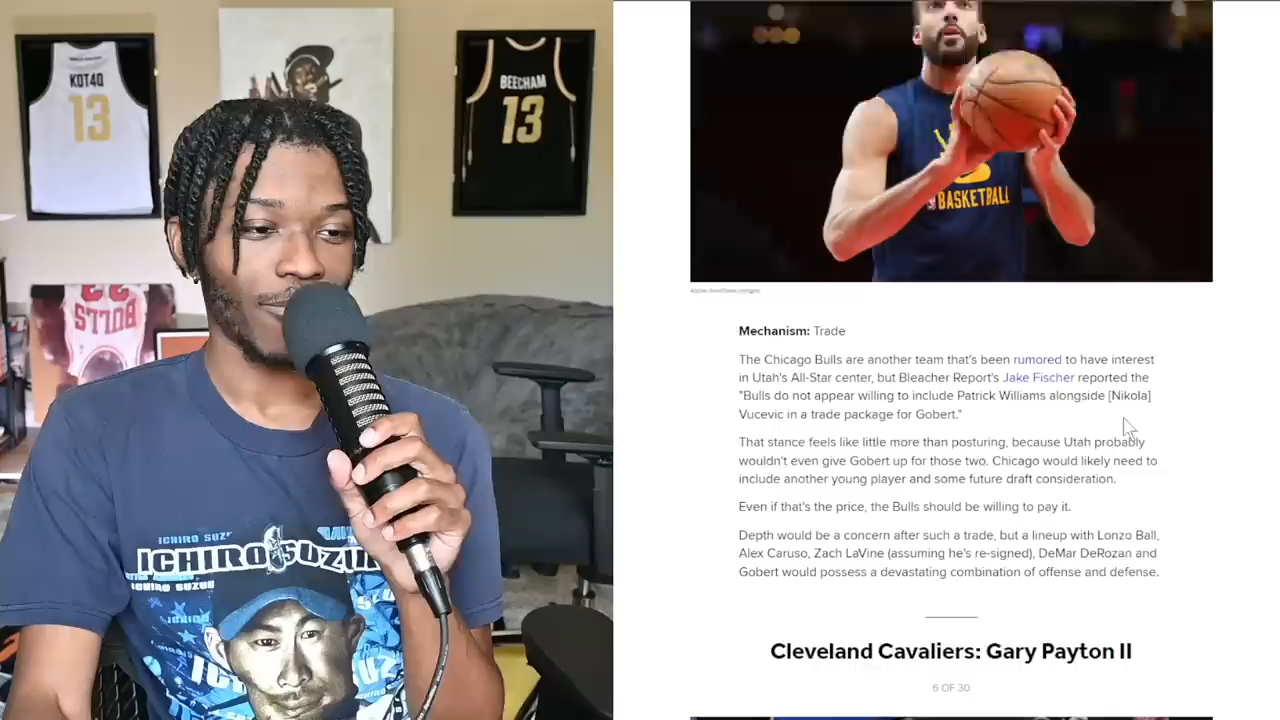 KOT4Q
13
BEECHAM
13
BULLS
ICHIRO SUZ
ICHIRO SUZU
ICHIRO SUZUK
BASKETBALL
Mechanism: Trade
The Chicago Bulls are another team that's been rumored to have interest
in Utah's All-Star center, but Bleacher Report's Jake Fischer reported the
"Bulls do not appear willing to include Patrick Williams alongside [Nikola]
Vucevic in a trade package for Gobert."
That stance feels like little more than posturing, because Utah probably
wouldn't even give Gobert up for those two. Chicago would likely need to
include another young player and some future draft consideration.
Even if that's the price, the Bulls should be willing to pay it.
Depth would be a concern after such a trade, but a lineup with Lonzo Ball,
Alex Caruso, Zach LaVine (assuming he's re-signed), DeMar DeRozan and
Gobert would possess a devastating combination of offense and defense.
Cleveland Cavaliers: Gary Payton II
6 OF 30